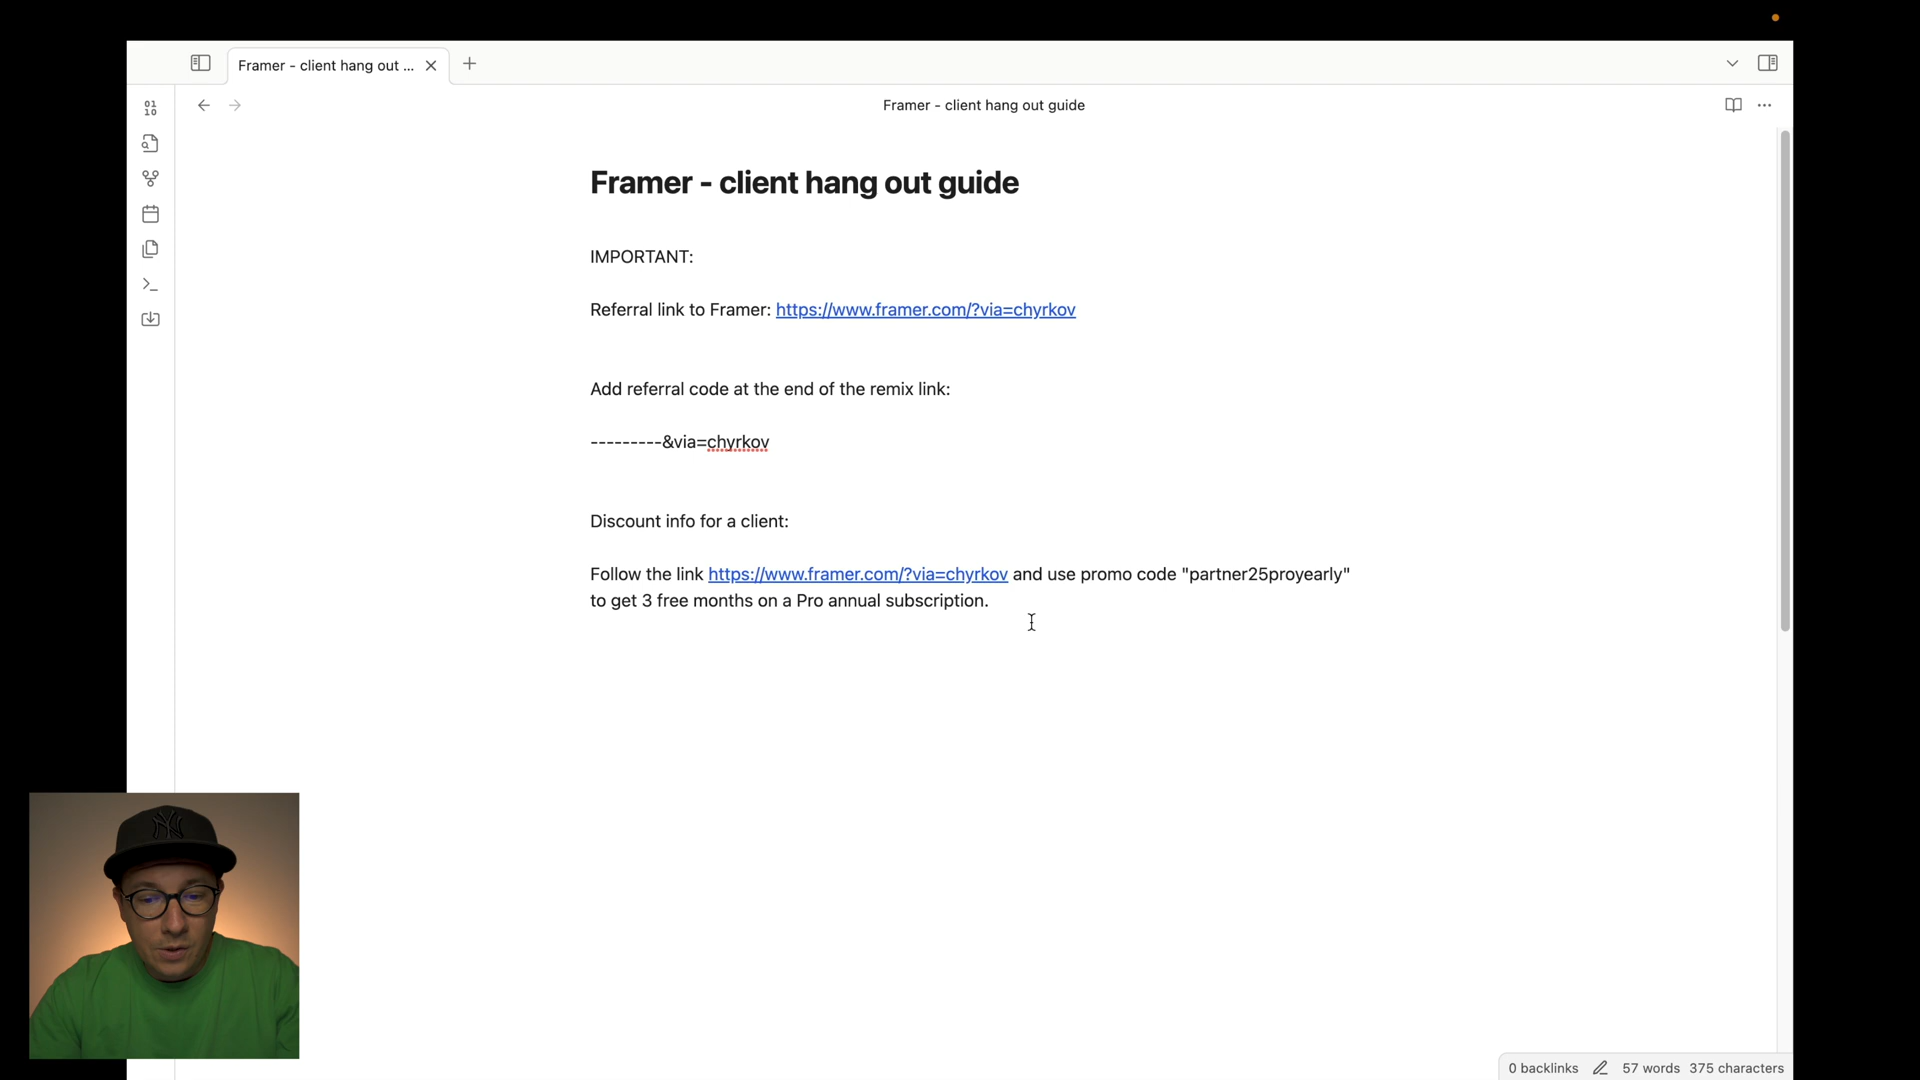 Framer - client hang out ...
Framer - client hang out guide
Framer - client hang out guide
IMPORTANT:
Referral link to Framer: https://www.framer.com/?via=chyrkov
Add referral code at the end of the remix link:
---------&via=chyrkov
Discount info for a client:
Follow the link https://www.framer.com/?via=chyrkov and use promo code "partner25proyearly"
to get 3 free months on a Pro annual subscription.
NY
0 backlinks 57 words 375 characters